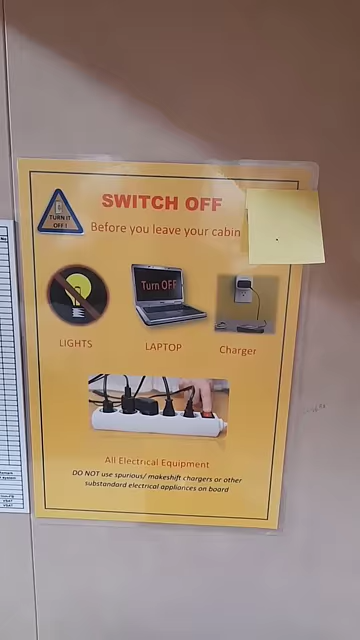 TURN IT
OFF !
SWITCH OFF
Before you leave your cabin
Turn OFF
LIGHTS
LAPTOP
Charger
All Electrical Equipment
DO NOT use spurious/ makeshift chargers or other
substandard electrical appliances on board